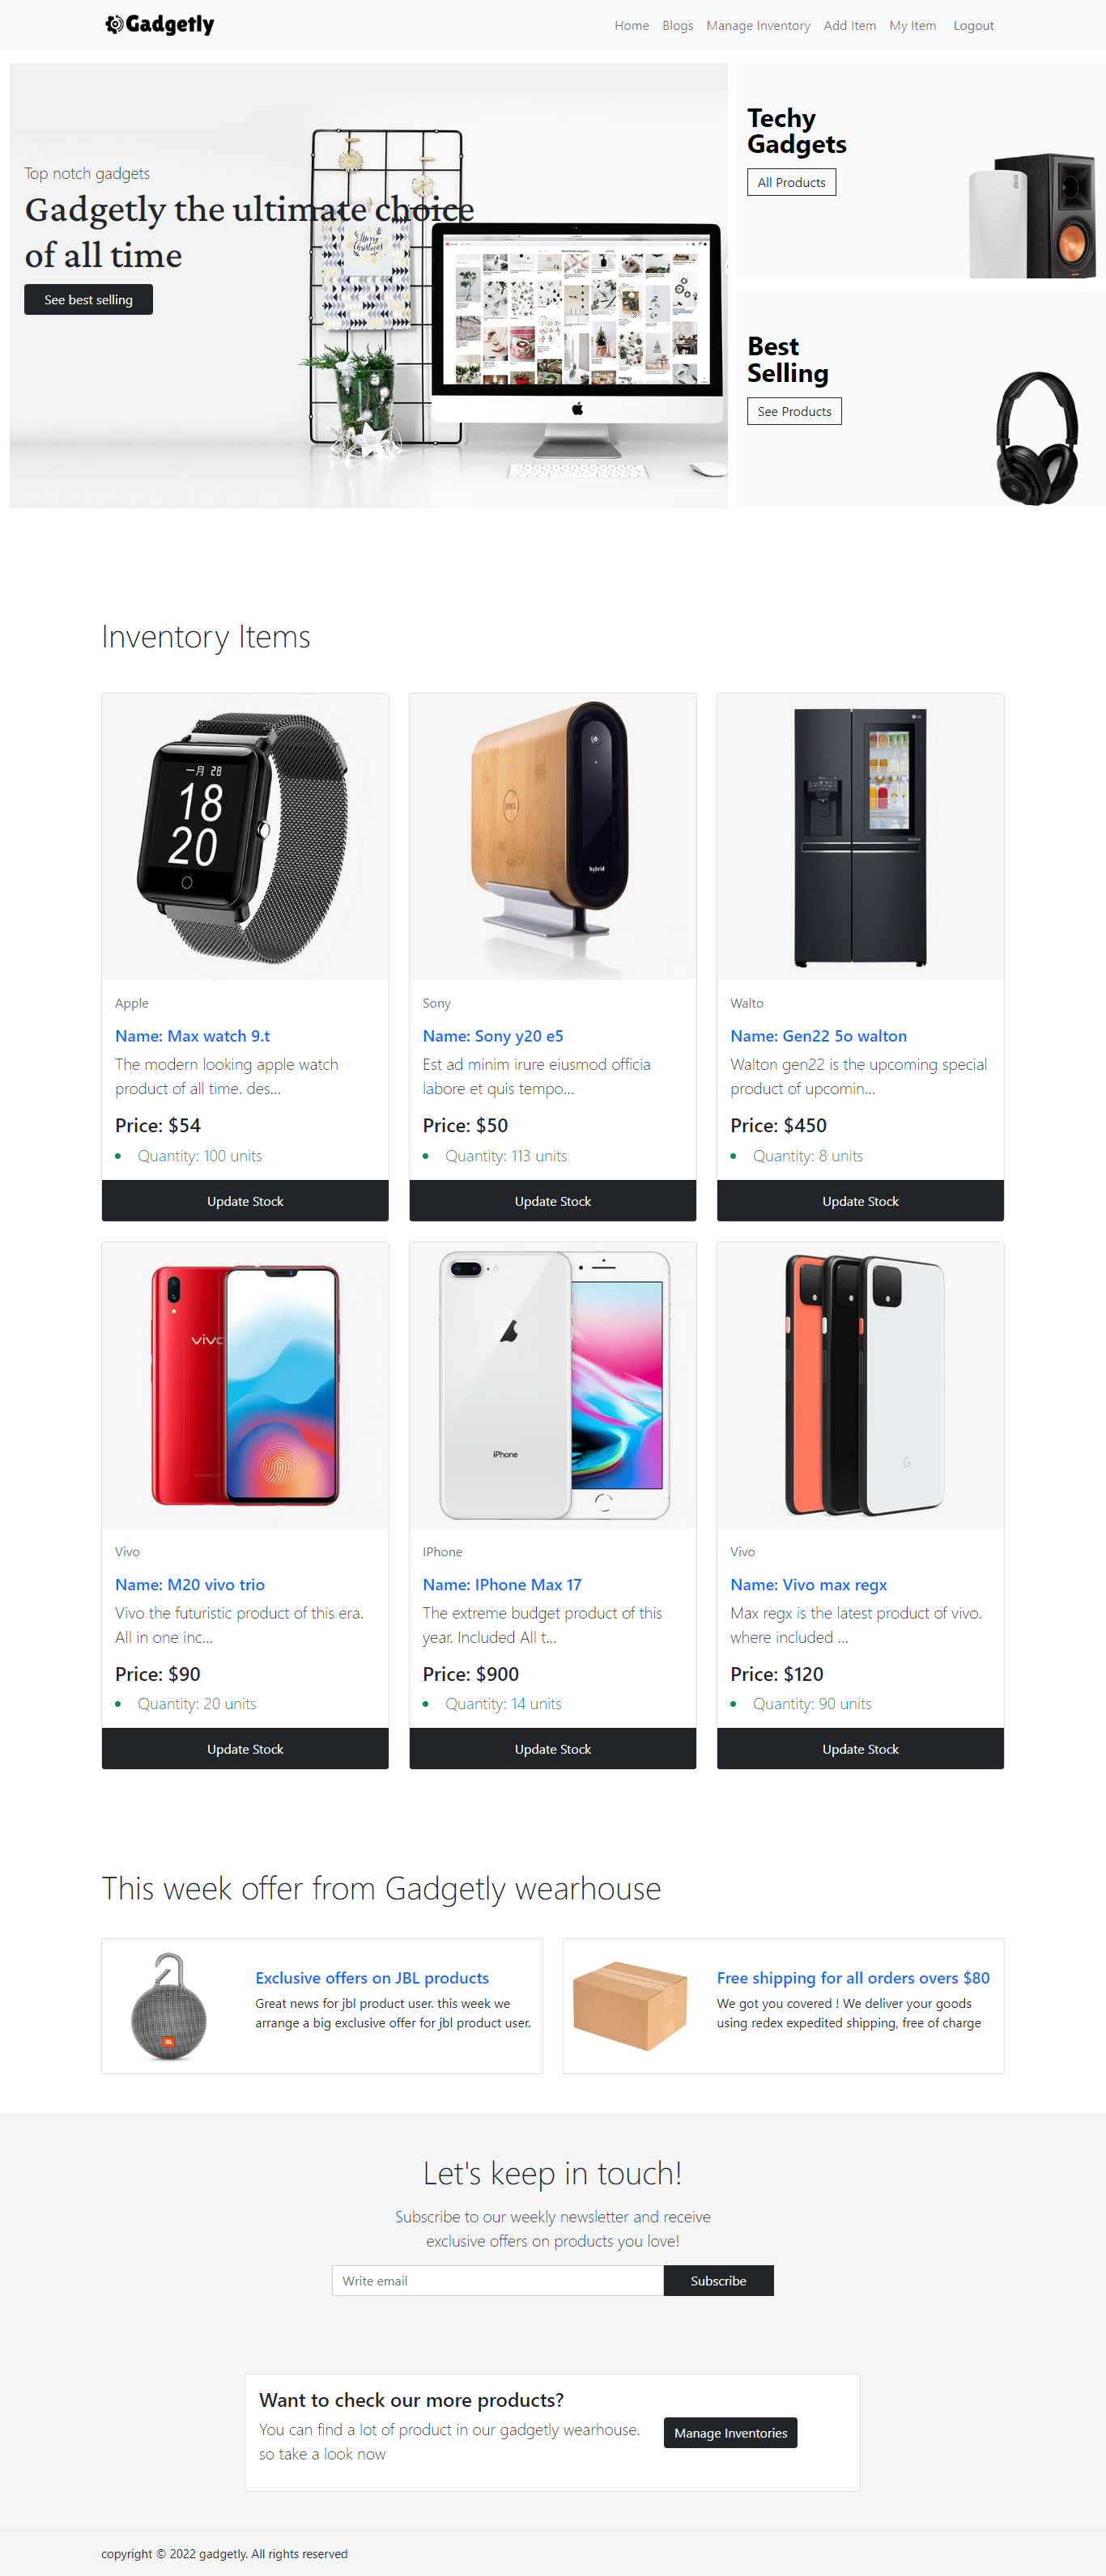 Gadgetly
Home Blogs Manage Inventory Add Item My Item Logout
Top notch gadgets
Gadgetly the ultimate choice
of all time
See best selling
Merry
Christmas
Techy
Gadgets
All Products
Best
Selling
See Products
Inventory Items
一月 28
18
20
Apple
Name: Max watch 9.t
The modern looking apple watch
product of all time. des...
Price: $54
Quantity: 100 units
Update Stock
DELL
hybrid
Sony
Name: Sony y20 e5
Est ad minim irure eiusmod officia
labore et quis tempo...
Price: $50
Quantity: 113 units
Update Stock
LG
Walto
Name: Gen22 5o walton
Walton gen22 is the upcoming special
product of upcomin...
Price: $450
Quantity: 8 units
Update Stock
vivo
Vivo
Name: M20 vivo trio
Vivo the futuristic product of this era.
All in one inc...
Price: $90
Quantity: 20 units
Update Stock
iPhone
IPhone
Name: IPhone Max 17
The extreme budget product of this
year. Included All t...
Price: $900
Quantity: 14 units
Update Stock
G
Vivo
Name: Vivo max regx
Max regx is the latest product of vivo.
where included ...
Price: $120
Quantity: 90 units
Update Stock
This week offer from Gadgetly wearhouse
JBL
Exclusive offers on JBL products
Great news for jbl product user. this week we
arrange a big exclusive offer for jbl product user.
Free shipping for all orders overs $80
We got you covered ! We deliver your goods
using redex expedited shipping, free of charge
Let's keep in touch!
Subscribe to our weekly newsletter and receive
exclusive offers on products you love!
Write email
Subscribe
Want to check our more products?
You can find a lot of product in our gadgetly wearhouse.
so take a look now
Manage Inventories
copyright © 2022 gadgetly. All rights reserved